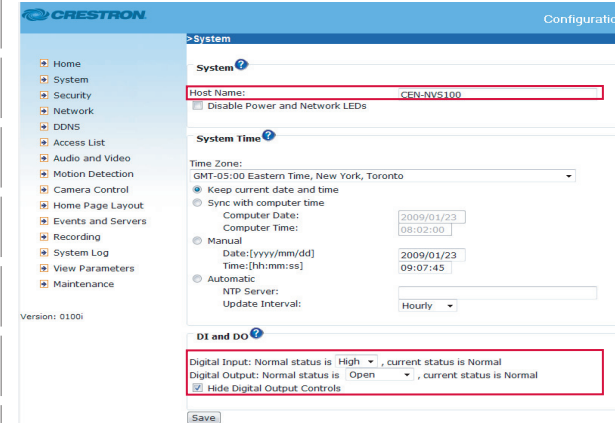 CRESTRON
Configuratio
>System
Home
System
Security
Network
DDNS
Access List
Audio and Video
Motion Detection
Camera Control
Home Page Layout
Events and Servers
Recording
System Log
View Parameters
Maintenance
Version: 0100i
System ?
Host Name: CEN-NVS100
Disable Power and Network LEDs
System Time ?
Time Zone:
GMT-05:00 Eastern Time, New York, Toronto
Keep current date and time
Sync with computer time
Computer Date: 2009/01/23
Computer Time: 08:02:00
Manual
Date:[yyyy/mm/dd] 2009/01/23
Time:[hh:mm:ss] 09:07:45
Automatic
NTP Server:
Update Interval: Hourly
DI and DO ?
Digital Input: Normal status is High , current status is Normal
Digital Output: Normal status is Open , current status is Normal
Hide Digital Output Controls
Save